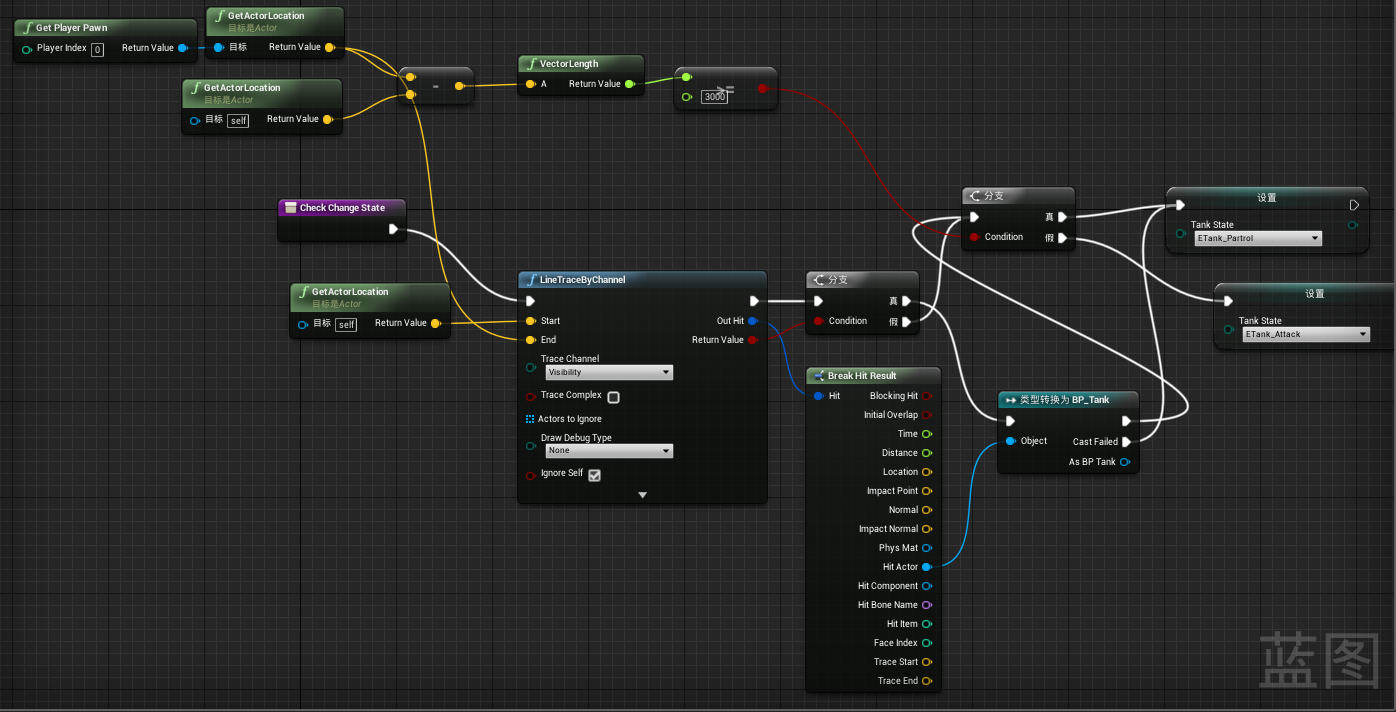 Get Player Pawn
Player Index 0 Return Value
GetActorLocation
目标是Actor
目标 Return Value
GetActorLocation
目标是Actor
目标 self Return Value
-
VectorLength
A Return Value
>=
3000
Check Change State
GetActorLocation
目标是Actor
目标 self Return Value
LineTraceByChannel
Start Out Hit
End Return Value
Trace Channel
Visibility
Trace Complex
Actors to Ignore
Draw Debug Type
None
Ignore Self
分支
真
Condition 假
Break Hit Result
Hit Blocking Hit
Initial Overlap
Time
Distance
Location
Impact Point
Normal
Impact Normal
Phys Mat
Hit Actor
Hit Component
Hit Bone Name
Hit Item
Face Index
Trace Start
Trace End
分支
真
Condition 假
类型转换为 BP_Tank
Object Cast Failed
As BP Tank
设置
Tank State
ETank_Partrol
设置
Tank State
ETank_Attack
蓝图